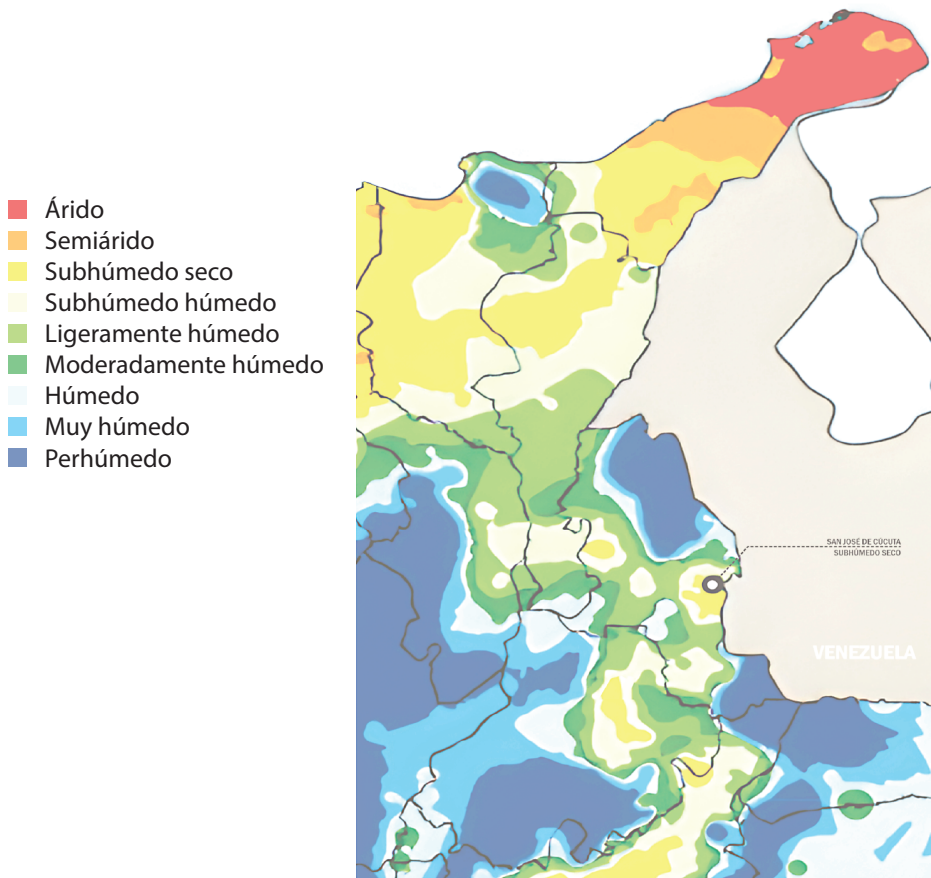 Árido
Semiárido
Subhúmedo seco
Subhúmedo húmedo
Ligeramente húmedo
Moderadamente húmedo
Húmedo
Muy húmedo
Perhúmedo
SAN JOSÉ DE CÚCUTA
SUBHÚMEDO SECO
VENEZUELA